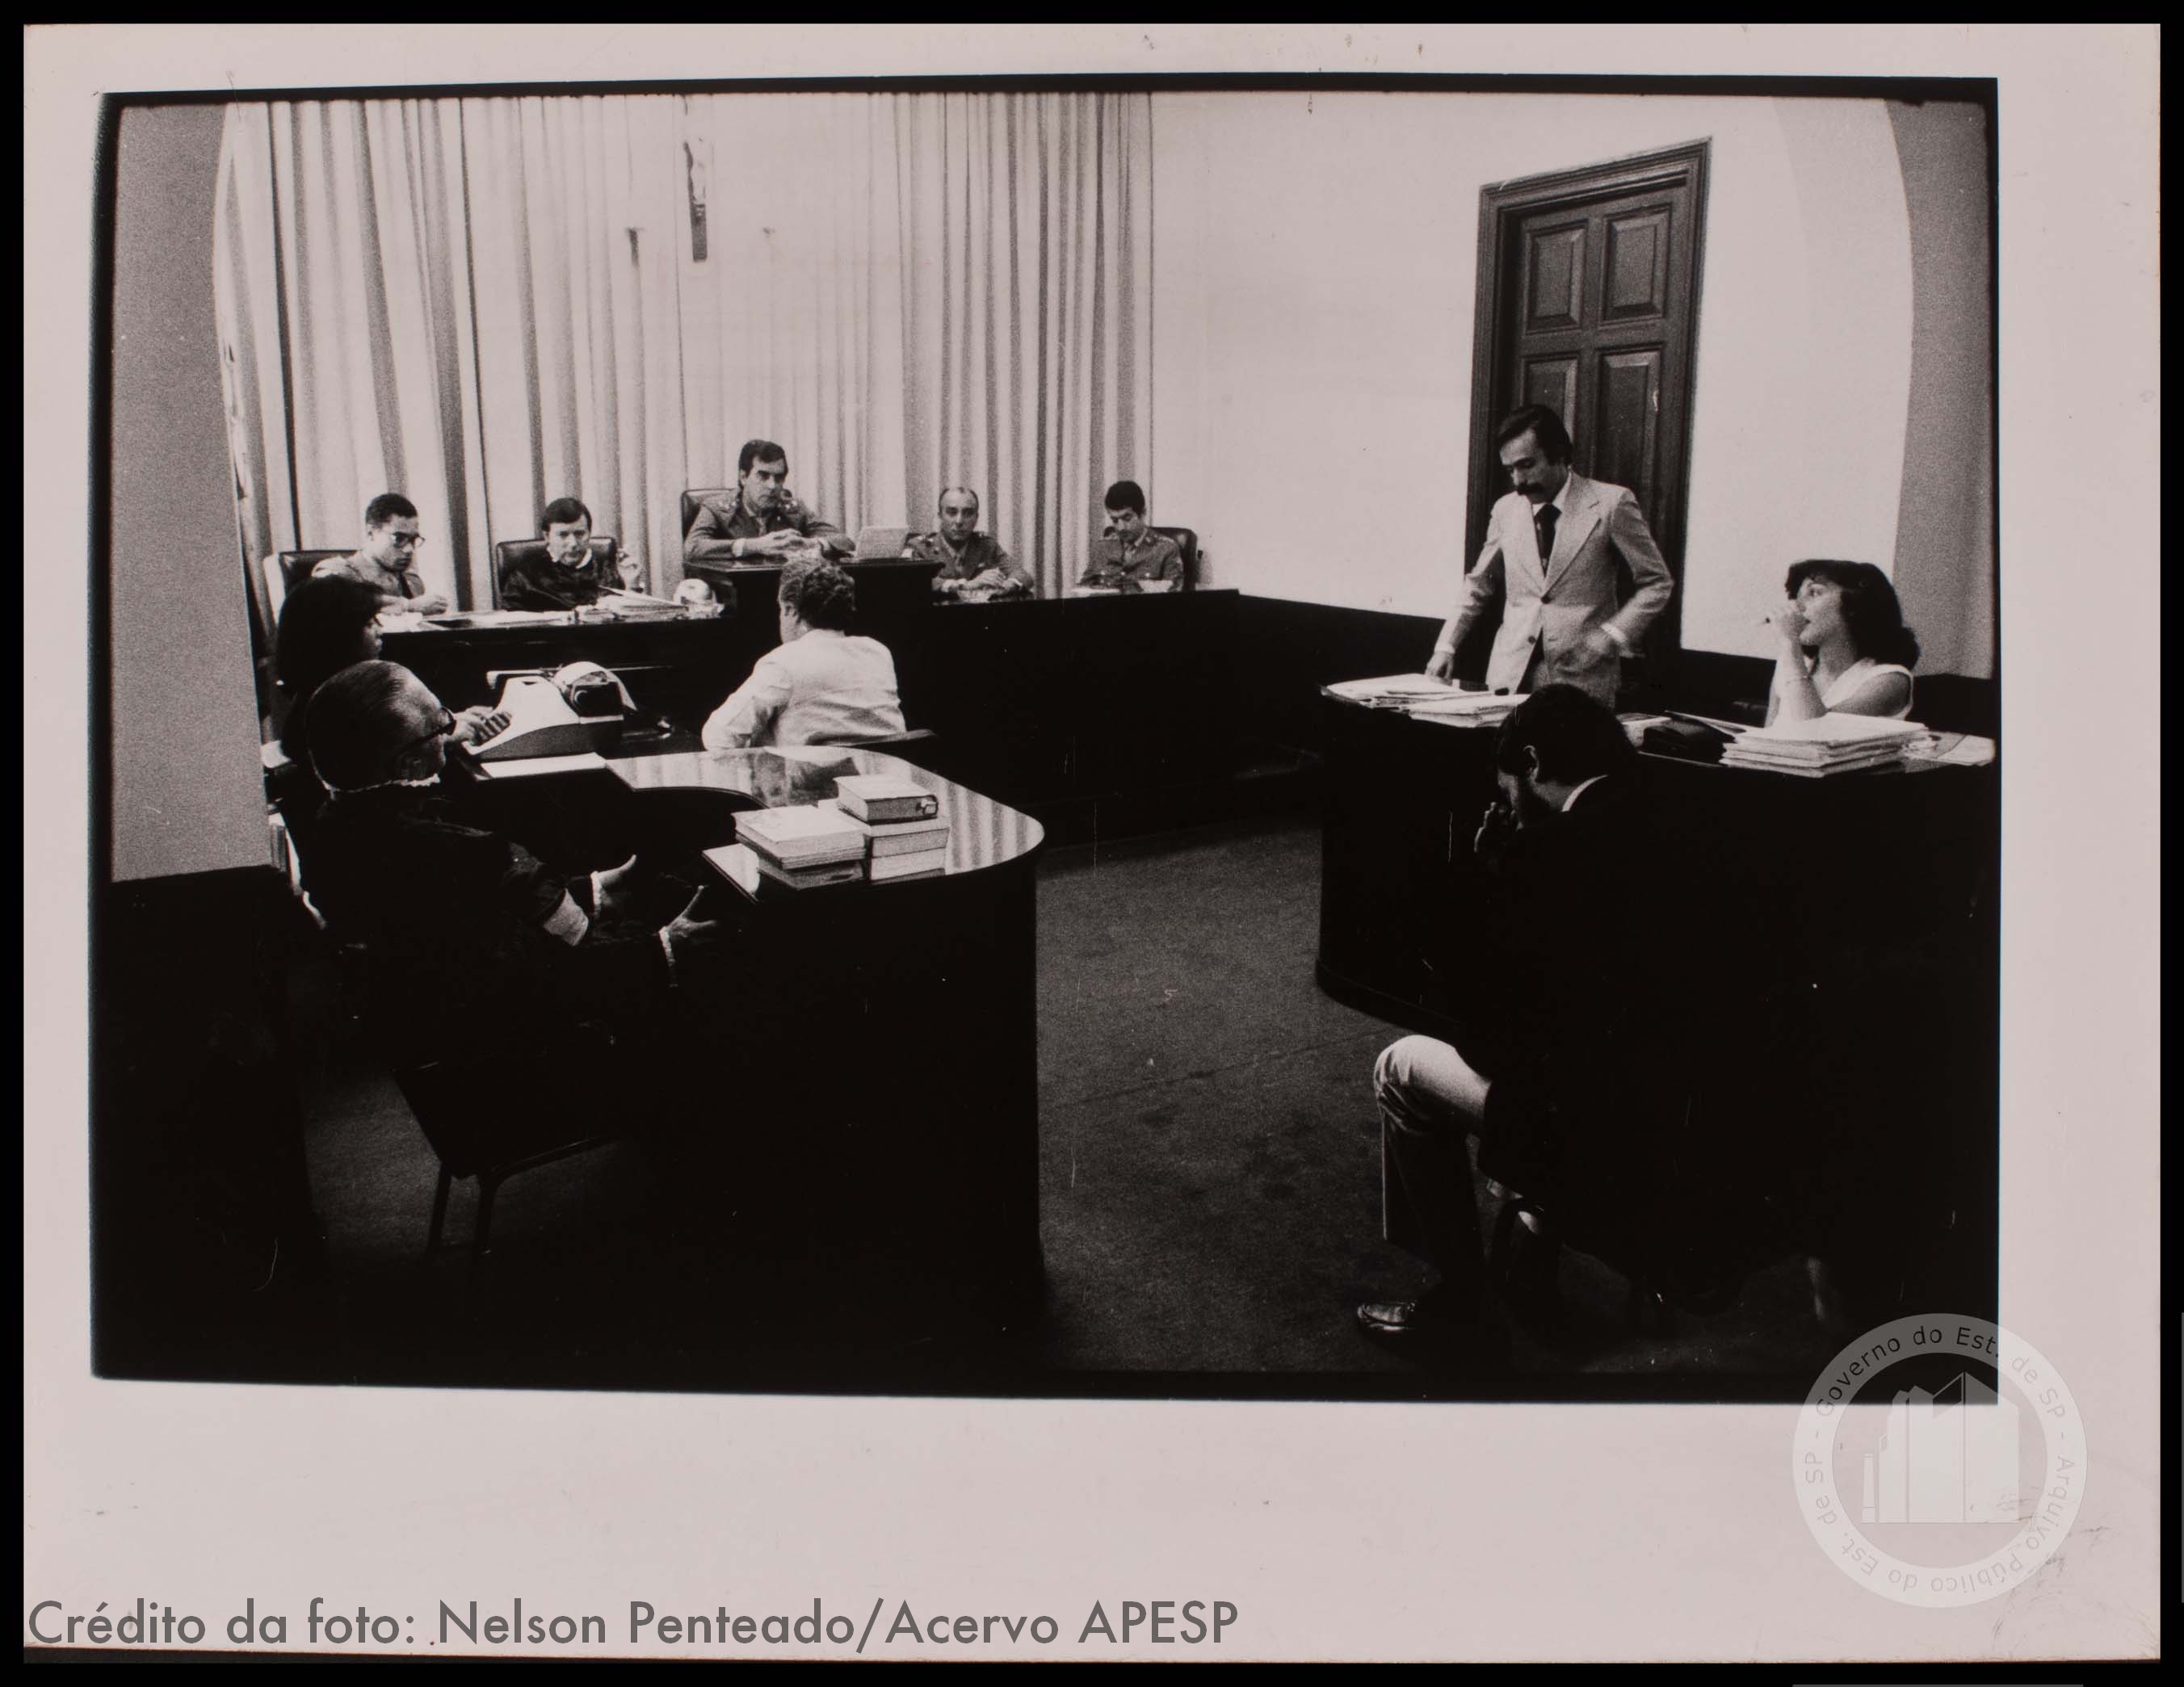 Governo do Est. de SP - Arquivo Público do Est. de SP -
Crédito da foto: Nelson Penteado/Acervo APESP